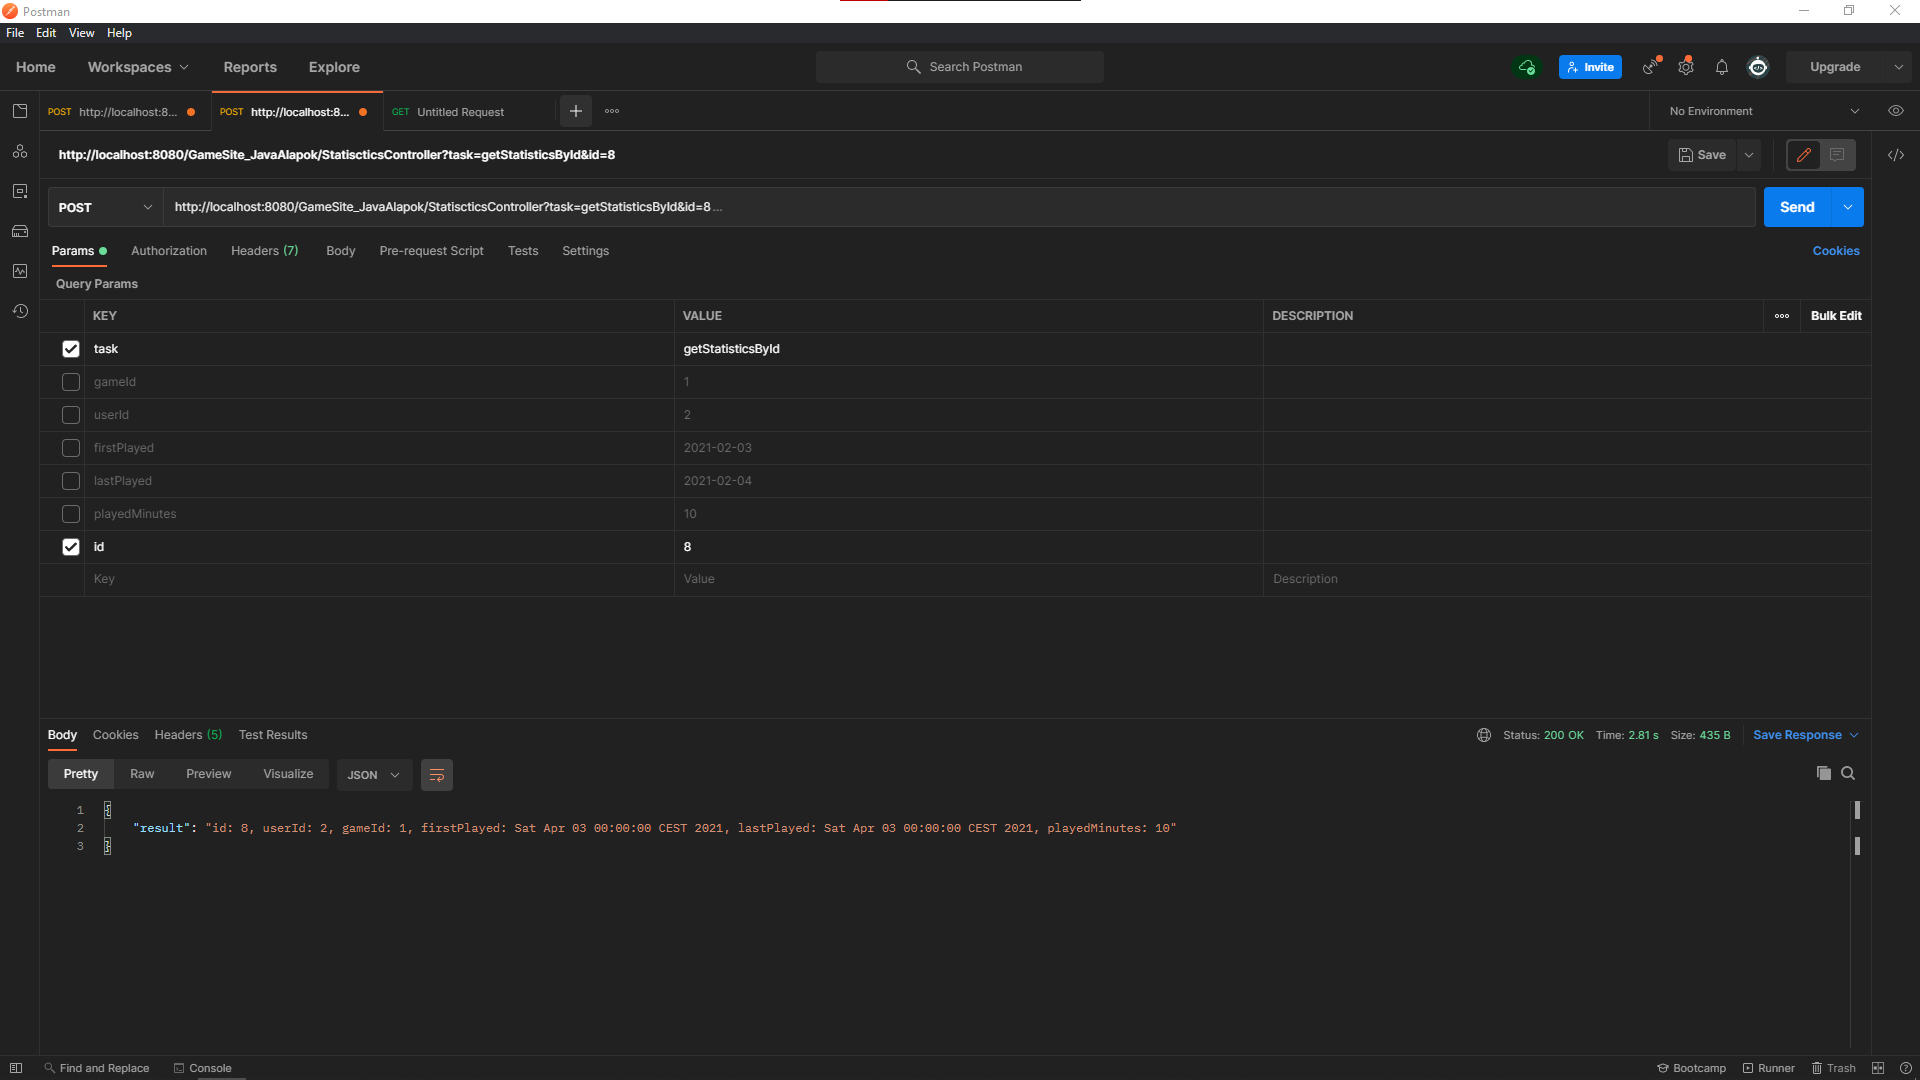 Postman
File Edit View Help
Home Workspaces Reports Explore Search Postman Invite Upgrade
POST http://localhost:8... POST http://localhost:8... GET Untitled Request No Environment
http://localhost:8080/GameSite_JavaAlapok/StatiscticsController?task=getStatisticsById&id=8 Save
POST http://localhost:8080/GameSite_JavaAlapok/StatiscticsController?task=getStatisticsById&id=8 ... Send
Params Authorization Headers (7) Body Pre-request Script Tests Settings Cookies
Query Params
KEY VALUE DESCRIPTION Bulk Edit
task getStatisticsById
gameId 1
userId 2
firstPlayed 2021-02-03
lastPlayed 2021-02-04
playedMinutes 10
id 8
Key Value Description
Body Cookies Headers (5) Test Results Status: 200 OK Time: 2.81 s Size: 435 B Save Response
Pretty Raw Preview Visualize JSON
1 {
2 "result": "id: 8, userId: 2, gameId: 1, firstPlayed: Sat Apr 03 00:00:00 CEST 2021, lastPlayed: Sat Apr 03 00:00:00 CEST 2021, playedMinutes: 10"
3 }
Find and Replace Console Bootcamp Runner Trash